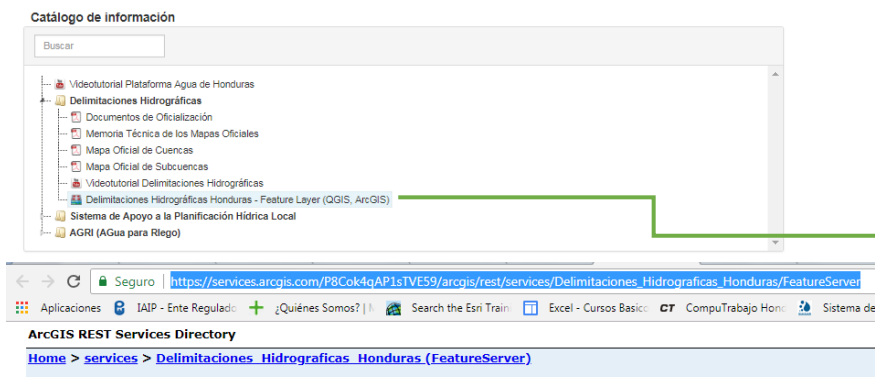 Catálogo de información
Buscar
Videotutorial Plataforma Agua de Honduras
Delimitaciones Hidrográficas
Documentos de Oficialización
Memoria Técnica de los Mapas Oficiales
Mapa Oficial de Cuencas
Mapa Oficial de Subcuencas
Videotutorial Delimitaciones Hidrográficas
Delimitaciones Hidrográficas Honduras - Feature Layer (QGIS, ArcGIS)
Sistema de Apoyo a la Planificación Hídrica Local
AGRI (AGua para RIego)
Seguro | https://services.arcgis.com/P8Cok4qAP1sTVE59/arcgis/rest/services/Delimitaciones_Hidrograficas_Honduras/FeatureServer
Aplicaciones IAIP - Ente Regulado ¿Quiénes Somos? | Search the Esri Train Excel - Cursos Basico CT CompuTrabajo Hond Sistema de
ArcGIS REST Services Directory
Home > services > Delimitaciones_Hidrograficas_Honduras (FeatureServer)